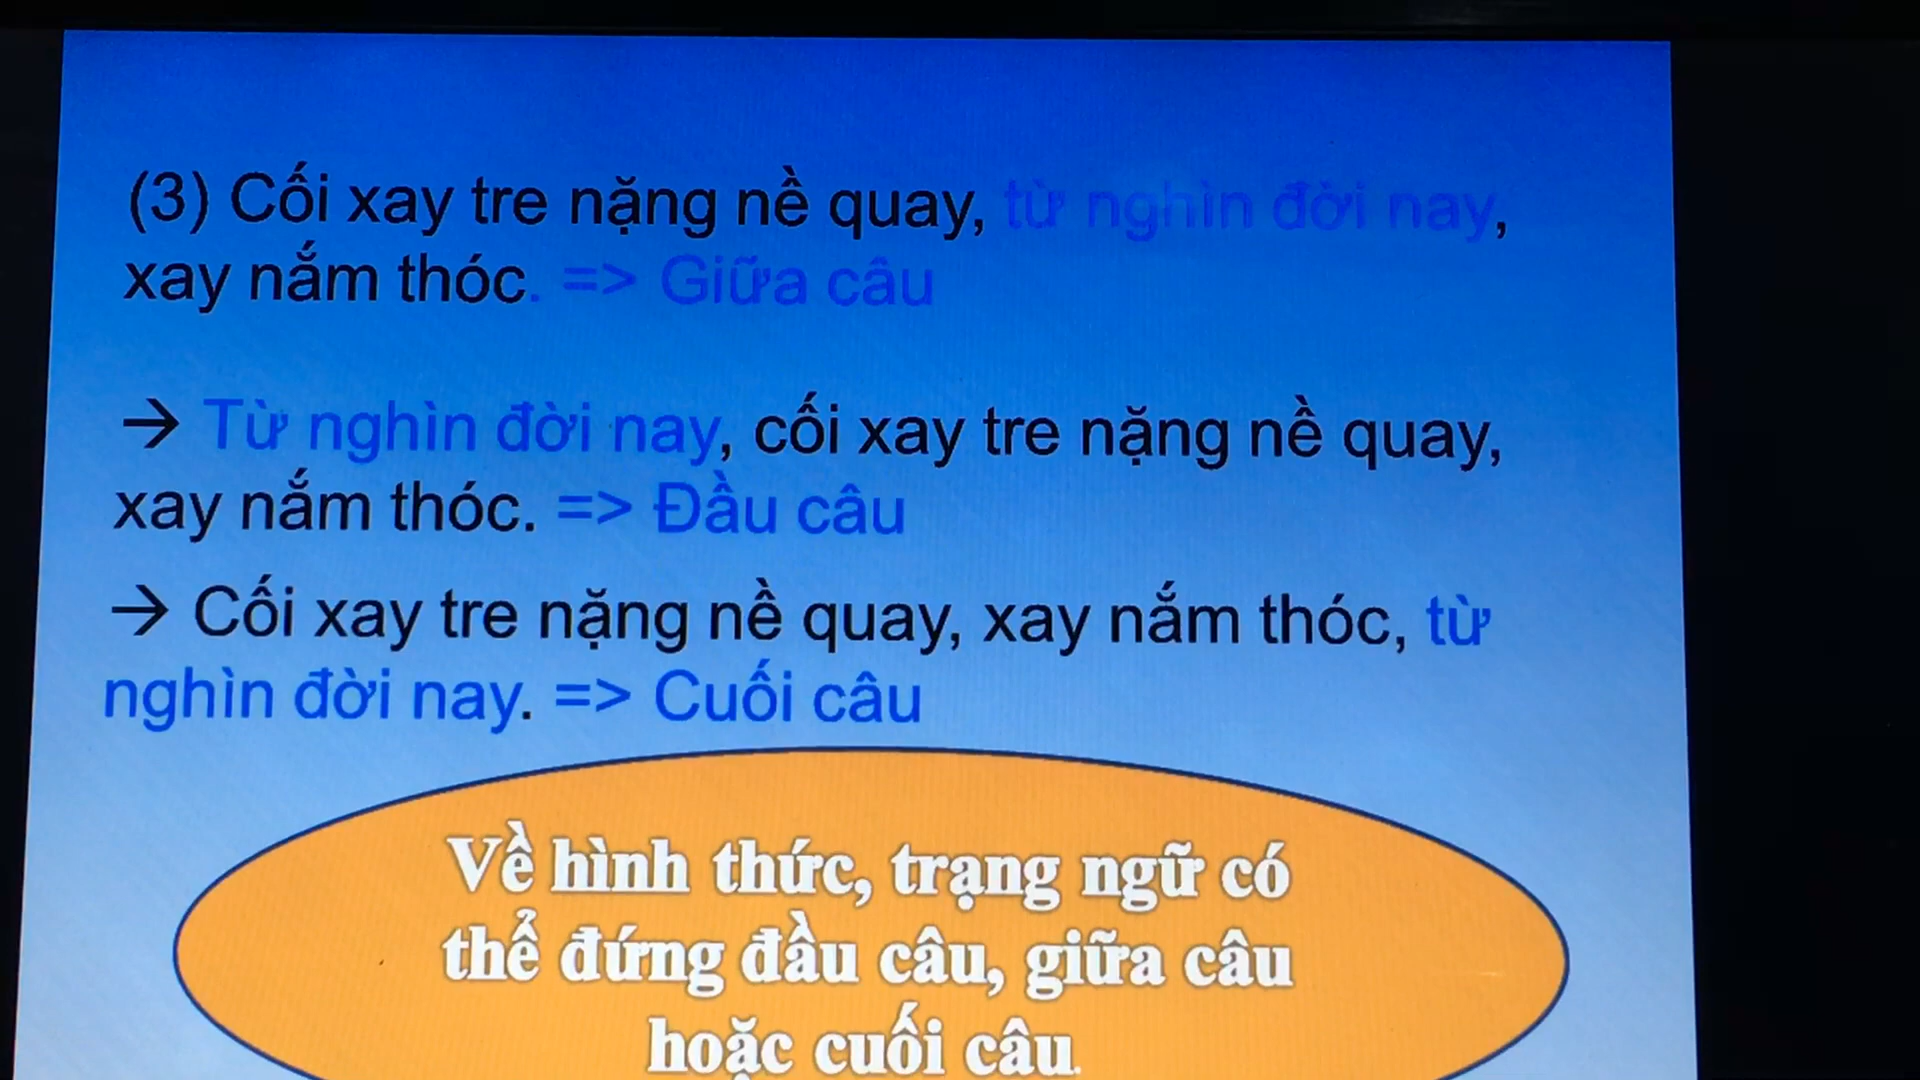 (3) Cối xay tre nặng nề quay, từ nghìn đời nay,
xay nắm thóc. => Giữa câu
→ Từ nghìn đời nay, cối xay tre nặng nề quay,
xay nắm thóc. => Đầu câu
→ Cối xay tre nặng nề quay, xay nắm thóc, từ
nghìn đời nay. => Cuối câu
Về hình thức, trạng ngữ có
thể đứng đầu câu, giữa câu
hoặc cuối câu.